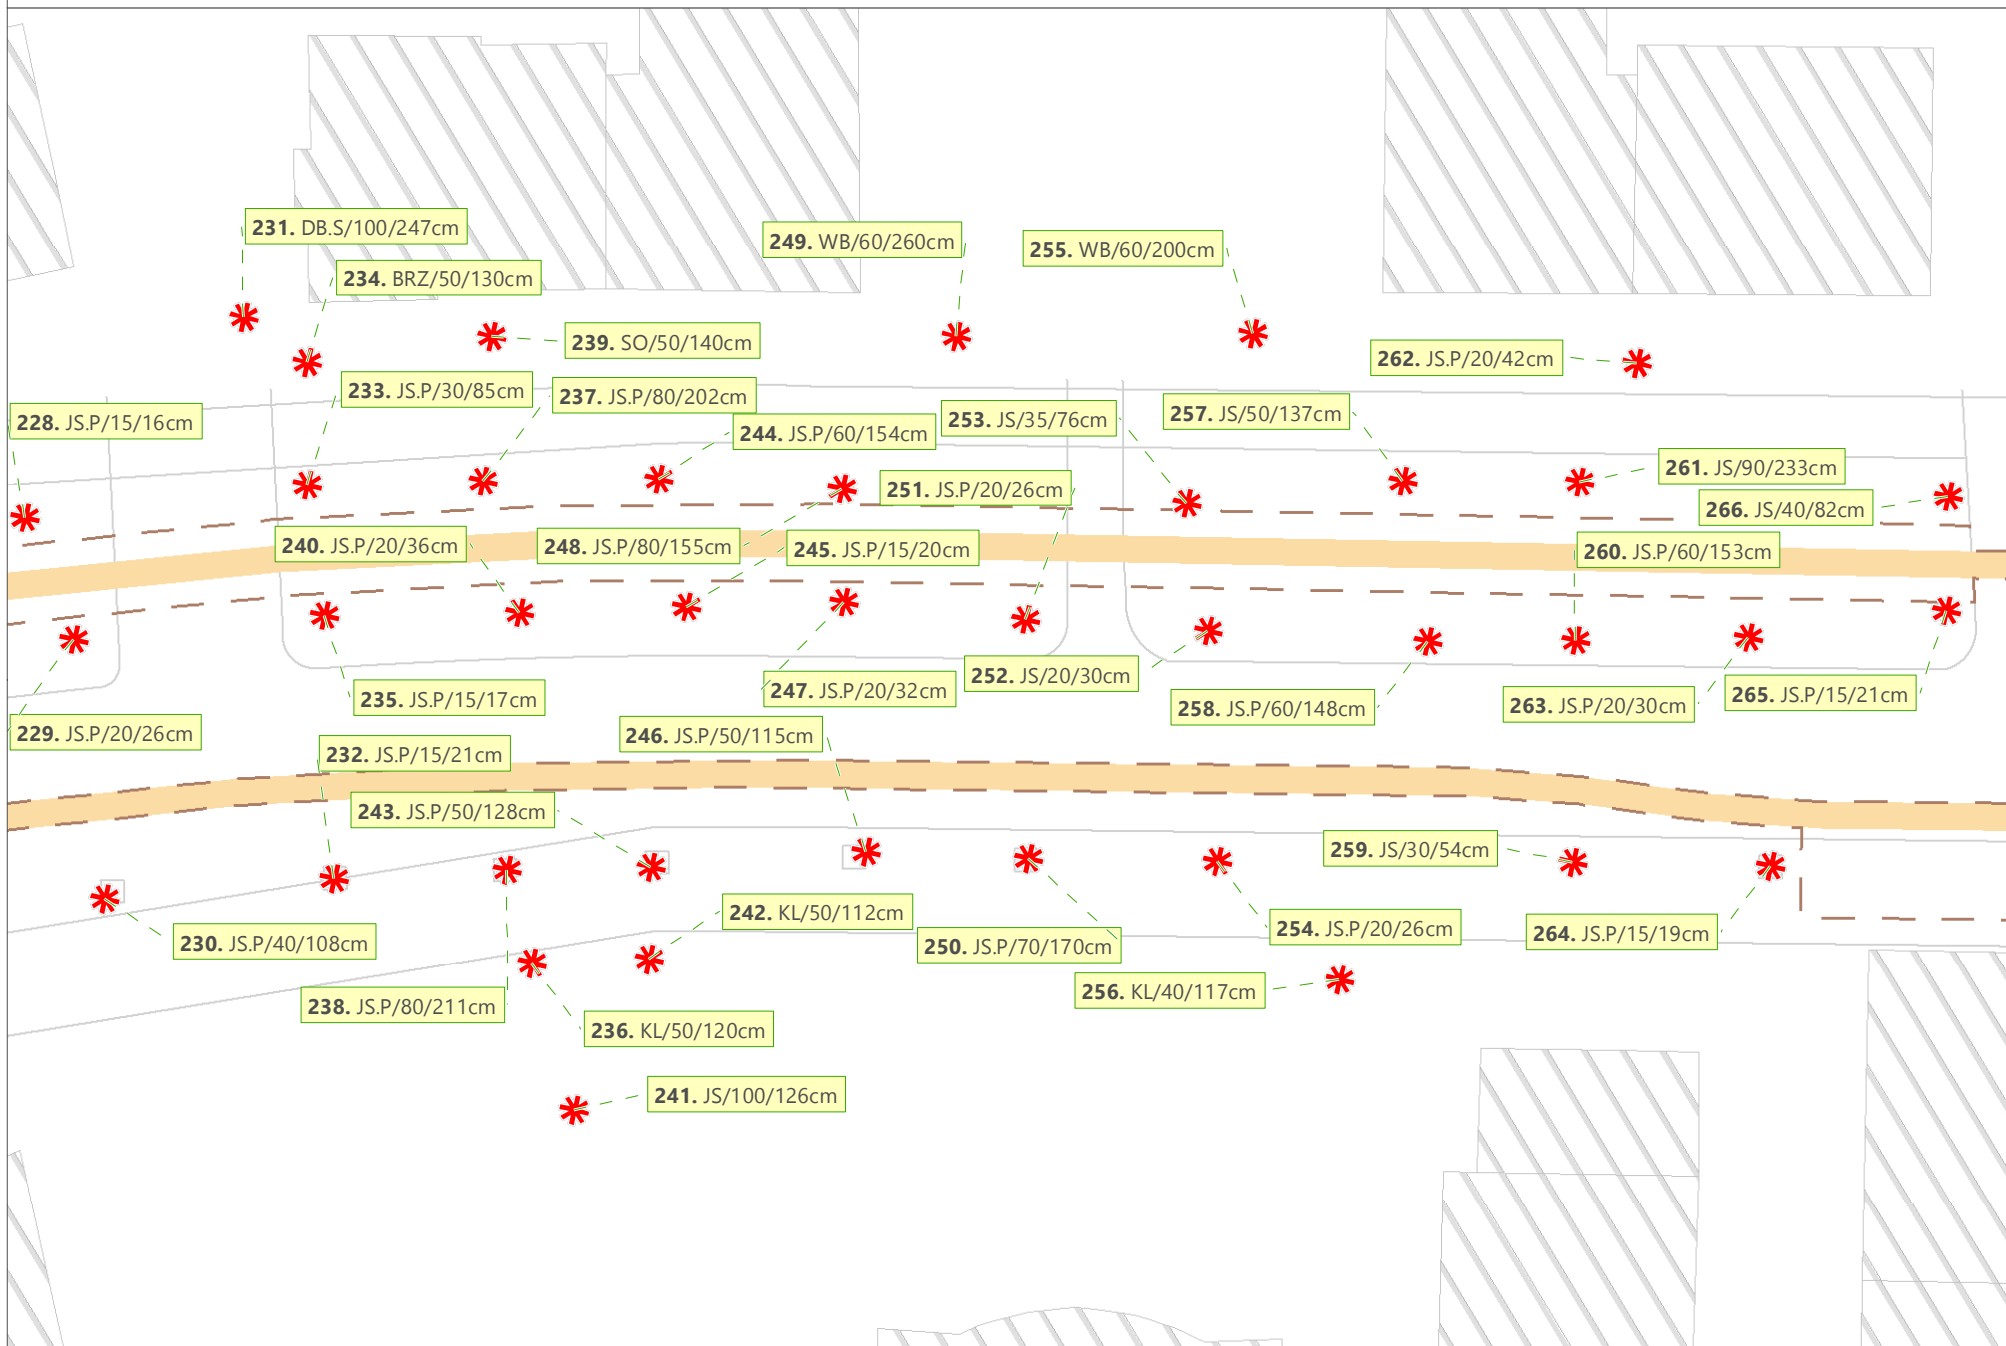 231. DB.S/100/247cm
249. WB/60/260cm
255. WB/60/200cm
234. BRZ/50/130cm
239. SO/50/140cm
262. JS.P/20/42cm
233. JS.P/30/85cm
237. JS.P/80/202cm
228. JS.P/15/16cm
244. JS.P/60/154cm
253. JS/35/76cm
257. JS/50/137cm
261. JS/90/233cm
251. JS.P/20/26cm
266. JS/40/82cm
240. JS.P/20/36cm
248. JS.P/80/155cm
245. JS.P/15/20cm
260. JS.P/60/153cm
252. JS/20/30cm
247. JS.P/20/32cm
235. JS.P/15/17cm
258. JS.P/60/148cm
263. JS.P/20/30cm
265. JS.P/15/21cm
229. JS.P/20/26cm
246. JS.P/50/115cm
232. JS.P/15/21cm
243. JS.P/50/128cm
259. JS/30/54cm
242. KL/50/112cm
230. JS.P/40/108cm
250. JS.P/70/170cm
254. JS.P/20/26cm
264. JS.P/15/19cm
238. JS.P/80/211cm
256. KL/40/117cm
236. KL/50/120cm
241. JS/100/126cm